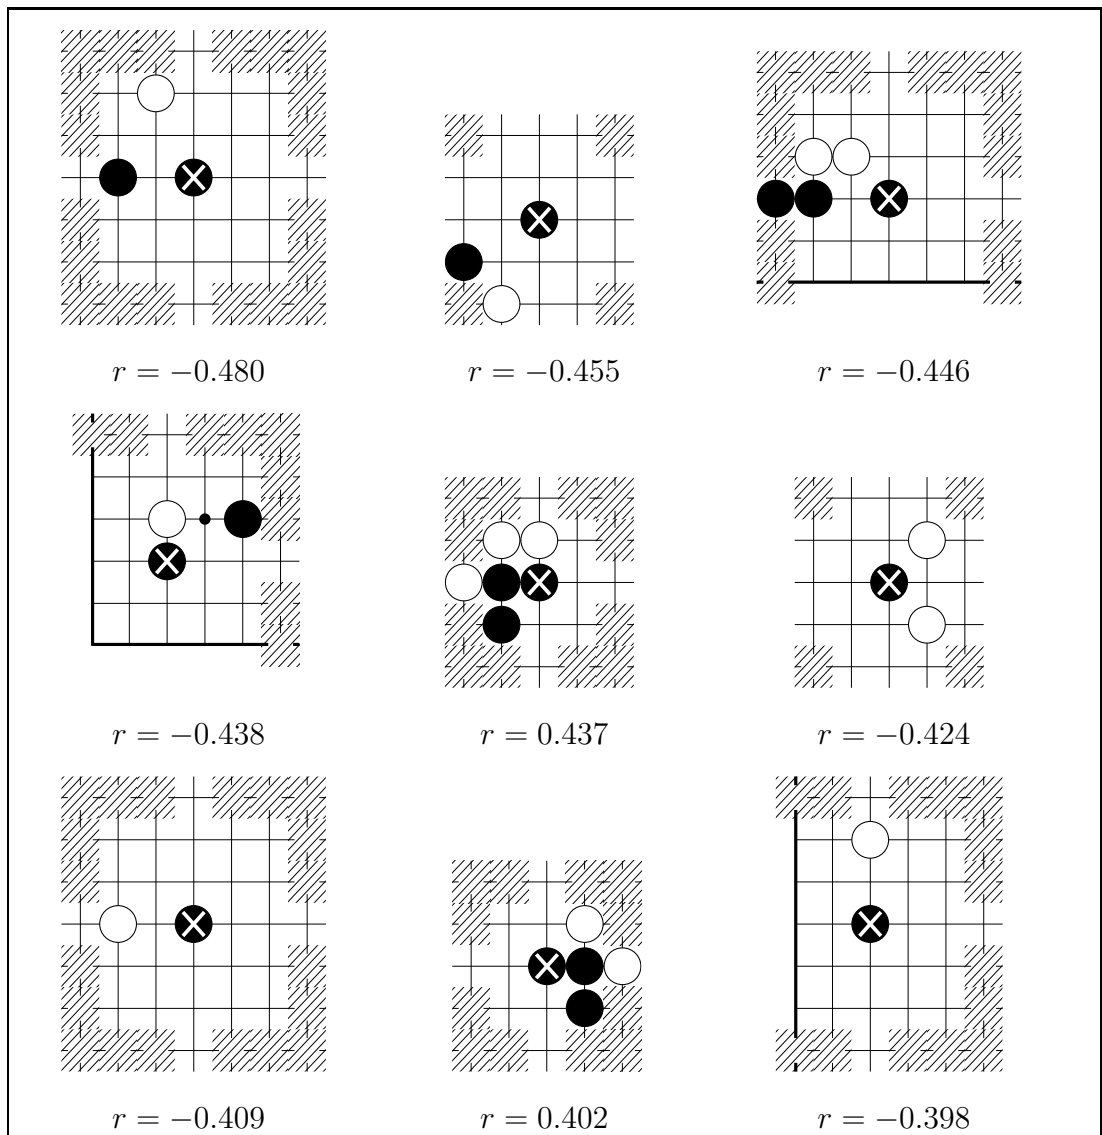 r = −0.480
r = −0.455
r = −0.446
r = −0.438
r = 0.437
r = −0.424
r = −0.409
r = 0.402
r = −0.398